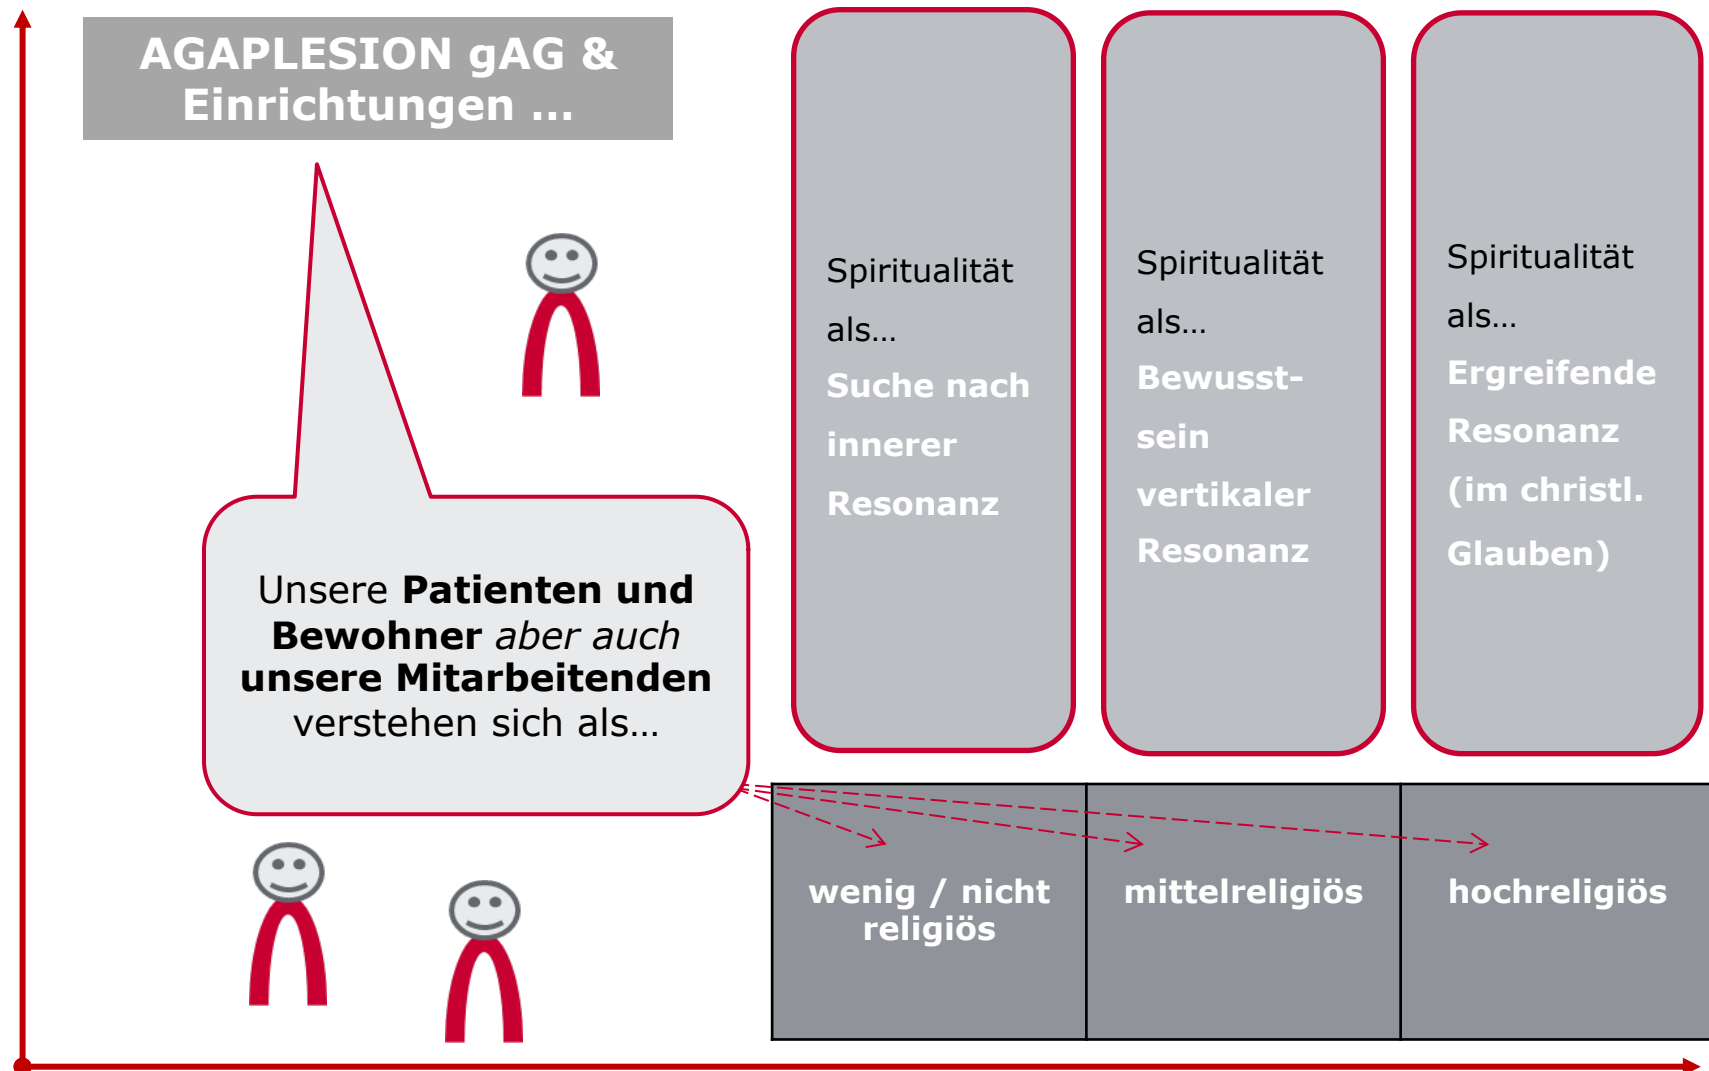 AGAPLESION gAG &
Einrichtungen …
Unsere Patienten und
Bewohner aber auch
unsere Mitarbeitenden
verstehen sich als…
Spiritualität
als…
Suche nach
innerer
Resonanz
Spiritualität
als…
Bewusst-
sein
vertikaler
Resonanz
Spiritualität
als…
Ergreifende
Resonanz
(im christl.
Glauben)
wenig / nicht
religiös
mittelreligiös
hochreligiös